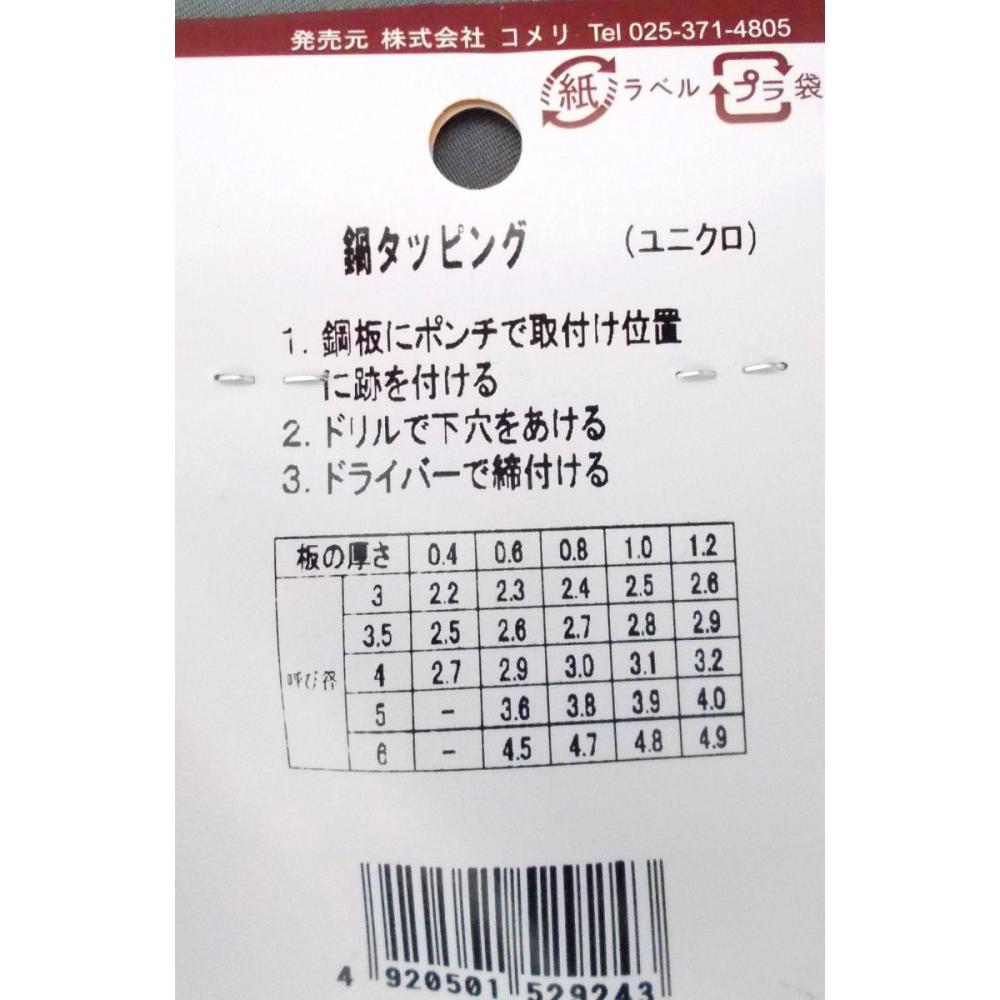 発売元 株式会社 コメリ Tel 025-371-4805
紙 ラベル プラ 袋
鍋タッピング (ユニクロ)
1. 鋼板にポンチで取付け位置
に跡を付ける
2. ドリルで下穴をあける
3. ドライバーで締付ける
板の厚さ 0.4 0.6 0.8 1.0 1.2
3 2.2 2.3 2.4 2.5 2.6
3.5 2.5 2.6 2.7 2.8 2.9
呼び径 4 2.7 2.9 3.0 3.1 3.2
5 - 3.6 3.8 3.9 4.0
6 - 4.5 4.7 4.8 4.9
4 920501 529243